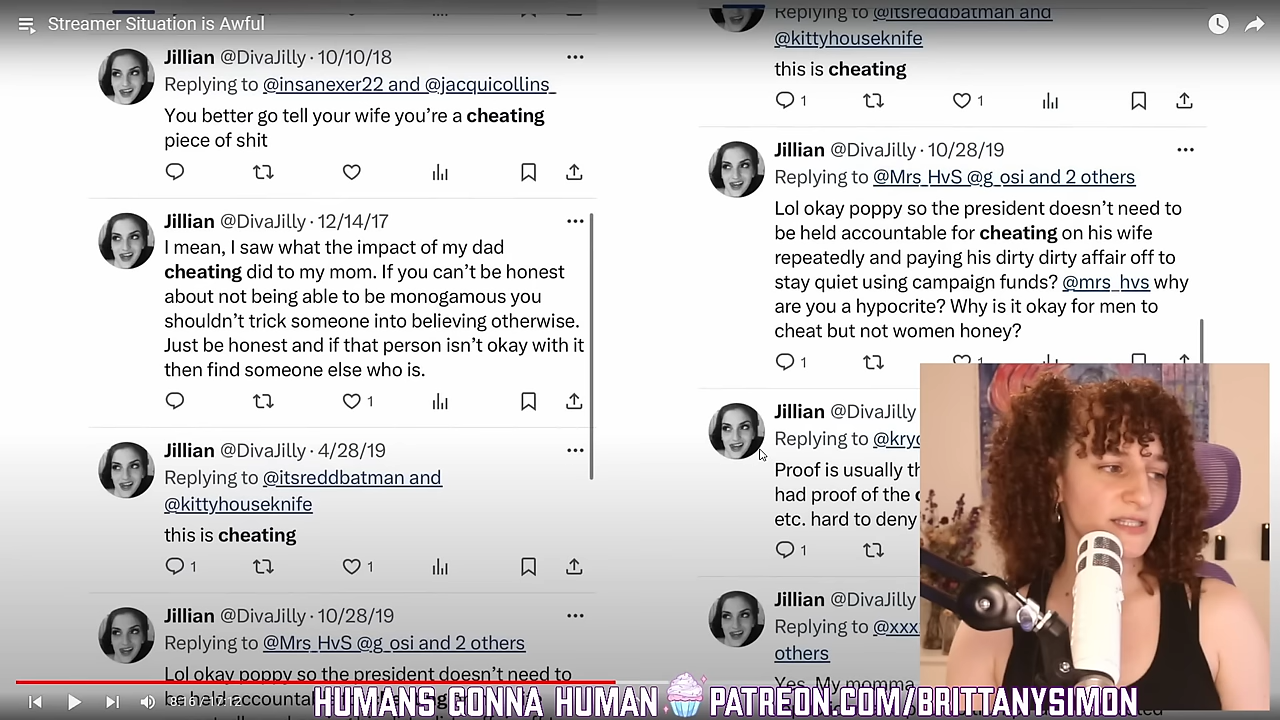 Streamer Situation is Awful
Jillian @DivaJilly · 10/10/18
Replying to @insanexer22 and @jacquicollins_
You better go tell your wife you’re a cheating
piece of shit
Jillian @DivaJilly · 12/14/17
I mean, I saw what the impact of my dad
cheating did to my mom. If you can’t be honest
about not being able to be monogamous you
shouldn’t trick someone into believing otherwise.
Just be honest and if that person isn’t okay with it
then find someone else who is.
1
Jillian @DivaJilly · 4/28/19
Replying to @itsreddbatman and
@kittyhouseknife
this is cheating
1 1
Jillian @DivaJilly · 10/28/19
Replying to @Mrs_HvS @g_osi and 2 others
Lol okay poppy so the president doesn’t need to
Replying to @itsreddbatman and
@kittyhouseknife
this is cheating
1 1
Jillian @DivaJilly · 10/28/19
Replying to @Mrs_HvS @g_osi and 2 others
Lol okay poppy so the president doesn’t need to
be held accountable for cheating on his wife
repeatedly and paying his dirty dirty affair off to
stay quiet using campaign funds? @mrs_hvs why
are you a hypocrite? Why is it okay for men to
cheat but not women honey?
1 1
Jillian @DivaJilly
Replying to @kryc
Proof is usually th
had proof of the c
etc. hard to deny
1
Jillian @DivaJilly
Replying to @xxx
others
Yes. My momma
HUMANS GONNA HUMAN PATREON.COM/BRITTANYSIMON